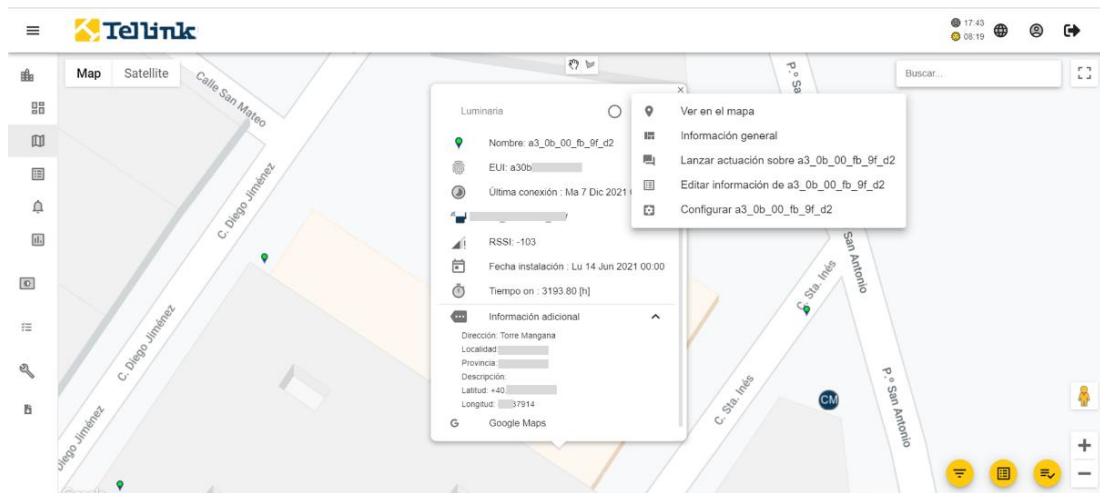 Tellink
17:43
08:19
Map
Satellite
Buscar...
Calle San Mateo
C. Diego Jiménez
C. Diego Jiménez
Diego Jiménez
P.º Sa
San Antonio
C. Sta. Inés
C. Sta. Inés
P.º San Antonio
CM
Luminaria
Nombre: a3_0b_00_fb_9f_d2
EUI: a30b
Última conexión : Ma 7 Dic 2021
RSSI: -103
Fecha instalación : Lu 14 Jun 2021 00:00
Tiempo on : 3193.80 [h]
Información adicional
Dirección: Torre Mangana
Localidad:
Provincia:
Descripción:
Latitud: +40.
Longitud: 37914
G Google Maps
Ver en el mapa
Información general
Lanzar actuación sobre a3_0b_00_fb_9f_d2
Editar información de a3_0b_00_fb_9f_d2
Configurar a3_0b_00_fb_9f_d2
Google